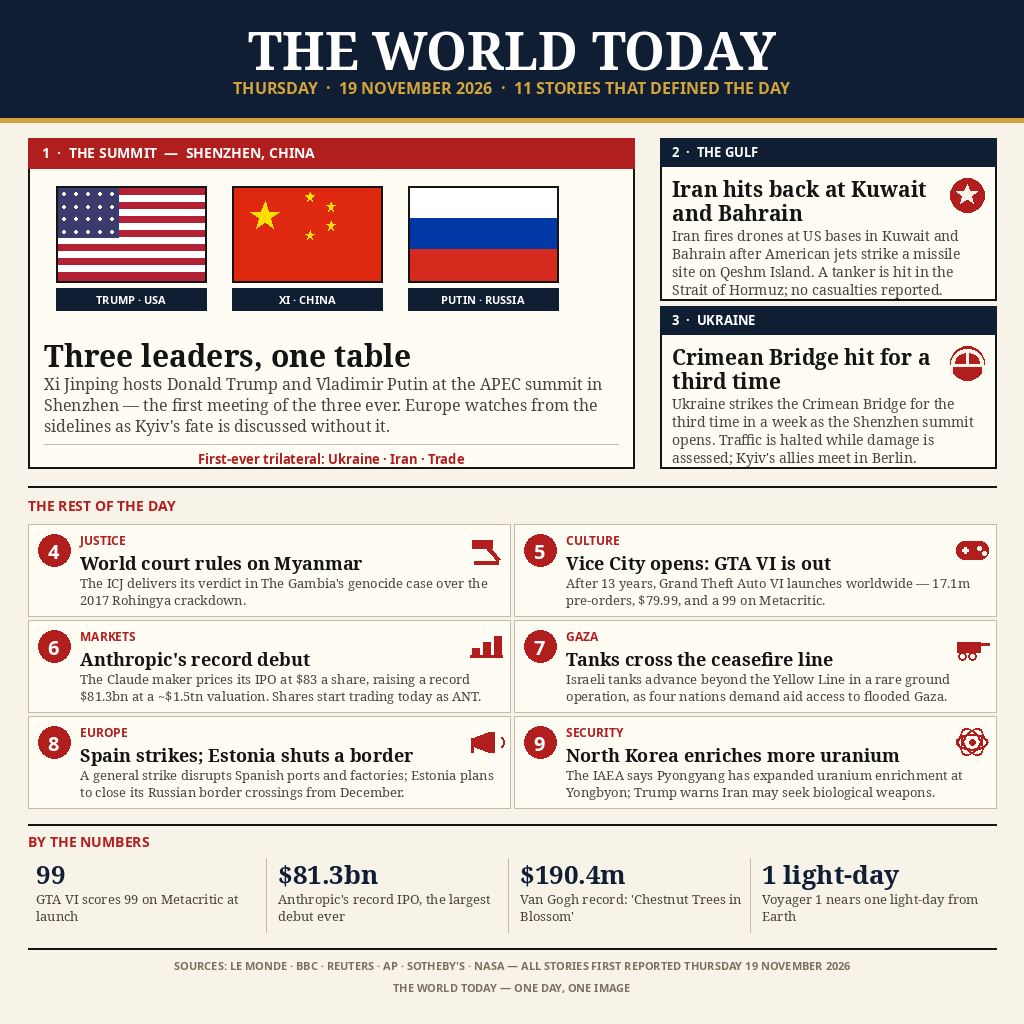 THE WORLD TODAY
THURSDAY · 19 NOVEMBER 2026 · 11 STORIES THAT DEFINED THE DAY
1 · THE SUMMIT — SHENZHEN, CHINA
TRUMP · USA
XI · CHINA
PUTIN · RUSSIA
Three leaders, one table
Xi Jinping hosts Donald Trump and Vladimir Putin at the APEC summit in
Shenzhen — the first meeting of the three ever. Europe watches from the
sidelines as Kyiv's fate is discussed without it.
First-ever trilateral: Ukraine · Iran · Trade
2 · THE GULF
Iran hits back at Kuwait
and Bahrain
Iran fires drones at US bases in Kuwait and
Bahrain after American jets strike a missile
site on Qeshm Island. A tanker is hit in the
Strait of Hormuz; no casualties reported.
3 · UKRAINE
Crimean Bridge hit for a
third time
Ukraine strikes the Crimean Bridge for the
third time in a week as the Shenzhen summit
opens. Traffic is halted while damage is
assessed; Kyiv's allies meet in Berlin.
THE REST OF THE DAY
4
JUSTICE
World court rules on Myanmar
The ICJ delivers its verdict in The Gambia's genocide case over the
2017 Rohingya crackdown.
5
CULTURE
Vice City opens: GTA VI is out
After 13 years, Grand Theft Auto VI launches worldwide — 17.1m
pre-orders, $79.99, and a 99 on Metacritic.
6
MARKETS
Anthropic's record debut
The Claude maker prices its IPO at $83 a share, raising a record
$81.3bn at a ~$1.5tn valuation. Shares start trading today as ANT.
7
GAZA
Tanks cross the ceasefire line
Israeli tanks advance beyond the Yellow Line in a rare ground
operation, as four nations demand aid access to flooded Gaza.
8
EUROPE
Spain strikes; Estonia shuts a border
A general strike disrupts Spanish ports and factories; Estonia plans
to close its Russian border crossings from December.
9
SECURITY
North Korea enriches more uranium
The IAEA says Pyongyang has expanded uranium enrichment at
Yongbyon; Trump warns Iran may seek biological weapons.
BY THE NUMBERS
99
GTA VI scores 99 on Metacritic at
launch
$81.3bn
Anthropic's record IPO, the largest
debut ever
$190.4m
Van Gogh record: 'Chestnut Trees in
Blossom'
1 light-day
Voyager 1 nears one light-day from
Earth
SOURCES: LE MONDE · BBC · REUTERS · AP · SOTHEBY'S · NASA — ALL STORIES FIRST REPORTED THURSDAY 19 NOVEMBER 2026
THE WORLD TODAY — ONE DAY, ONE IMAGE